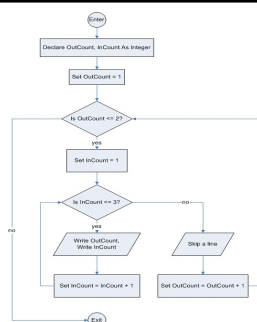 Enter
Declare OutCount, InCount As Integer
Set OutCount = 1
Is OutCount <= 2?
yes
Set InCount = 1
Is InCount <= 3?
no
yes
no
Write OutCount,
Write InCount
Skip a line
Set InCount = InCount + 1
Set OutCount = OutCount + 1
Exit